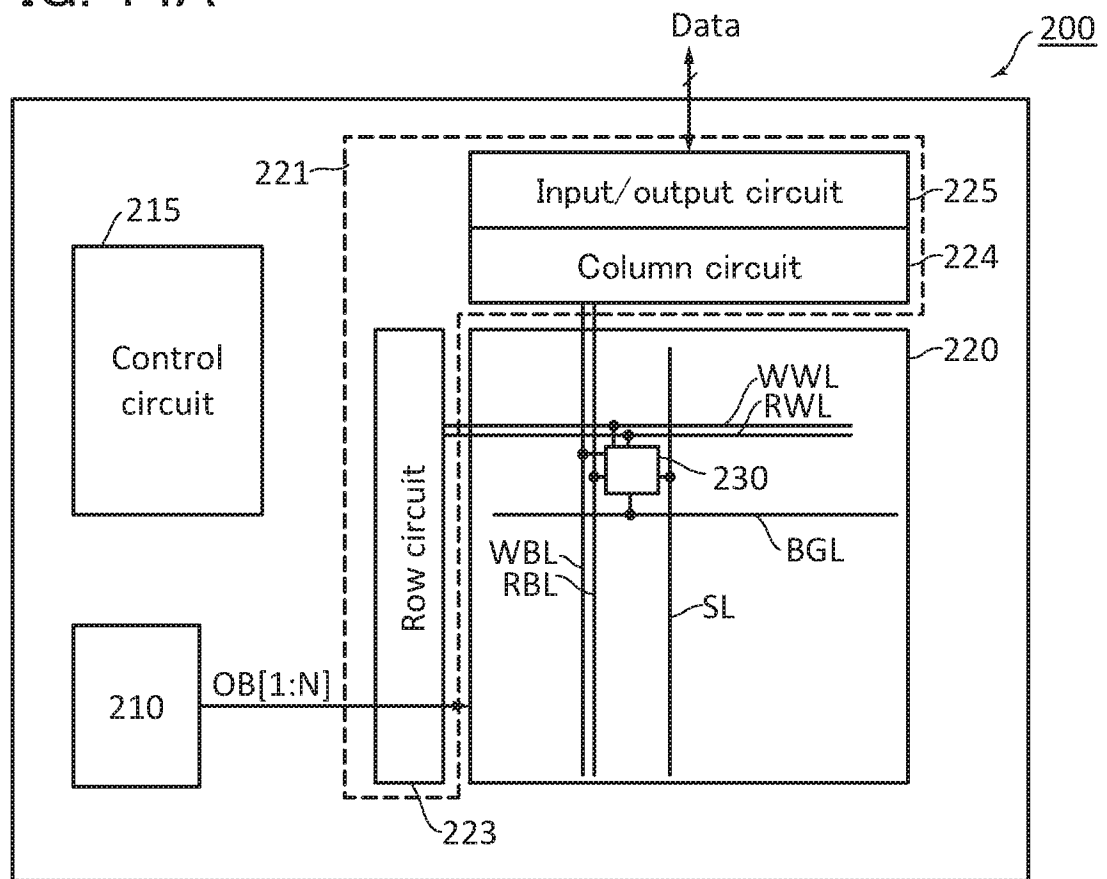 Data
200
221
Input/output circuit
225
215
Column circuit
224
Control
circuit
220
WWL
RWL
230
Row circuit
WBL
RBL
BGL
SL
210
OB[1:N]
223